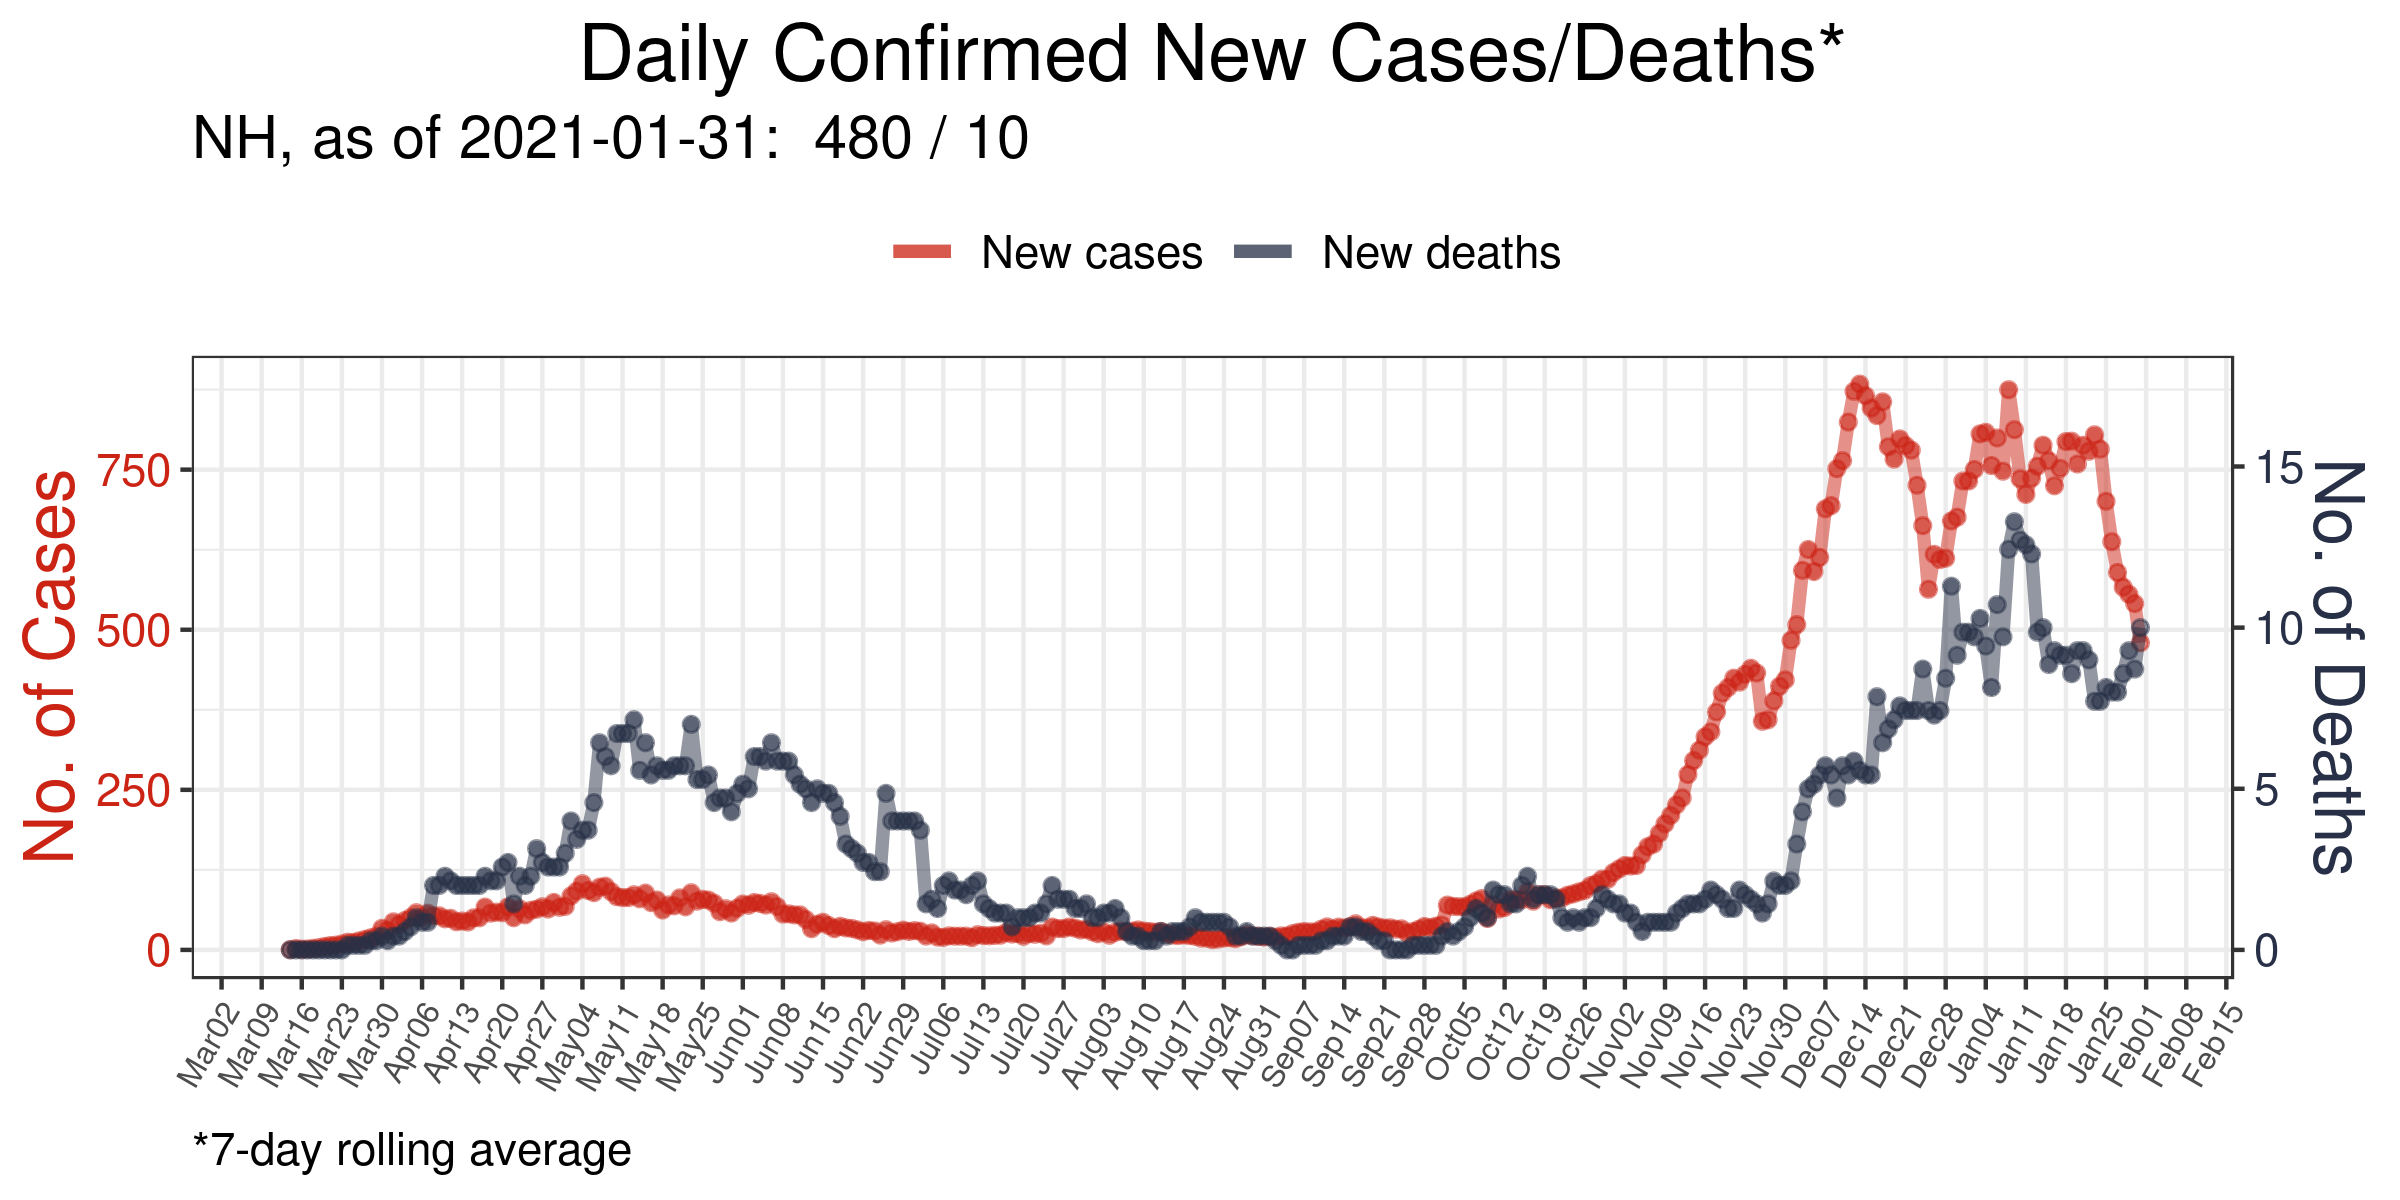 Daily Confirmed New Cases/Deaths*
NH, as of 2021-01-31:  480 / 10
New cases
New deaths
No. of Cases
750
500
250
0
15
10
5
0
No. of Deaths
Mar02
Mar09
Mar16
Mar23
Mar30
Apr06
Apr13
Apr20
Apr27
May04
May11
May18
May25
Jun01
Jun08
Jun15
Jun22
Jun29
Jul06
Jul13
Jul20
Jul27
Aug03
Aug10
Aug17
Aug24
Aug31
Sep07
Sep14
Sep21
Sep28
Oct05
Oct12
Oct19
Oct26
Nov02
Nov09
Nov16
Nov23
Nov30
Dec07
Dec14
Dec21
Dec28
Jan04
Jan11
Jan18
Jan25
Feb01
Feb08
Feb15
*7-day rolling average